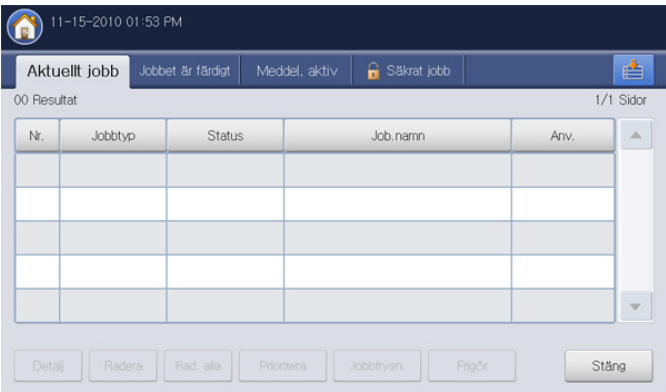 11-15-2010 01:53 PM
Aktuellt jobb Jobbet är färdigt Meddel. aktiv Säkrat jobb
00 Resultat 1/1 Sidor
Nr. Jobbtyp Status Job.namn Anv.
Detalj Radera Rad. alla Prioritera Jobbfrysn. Frigör Stäng